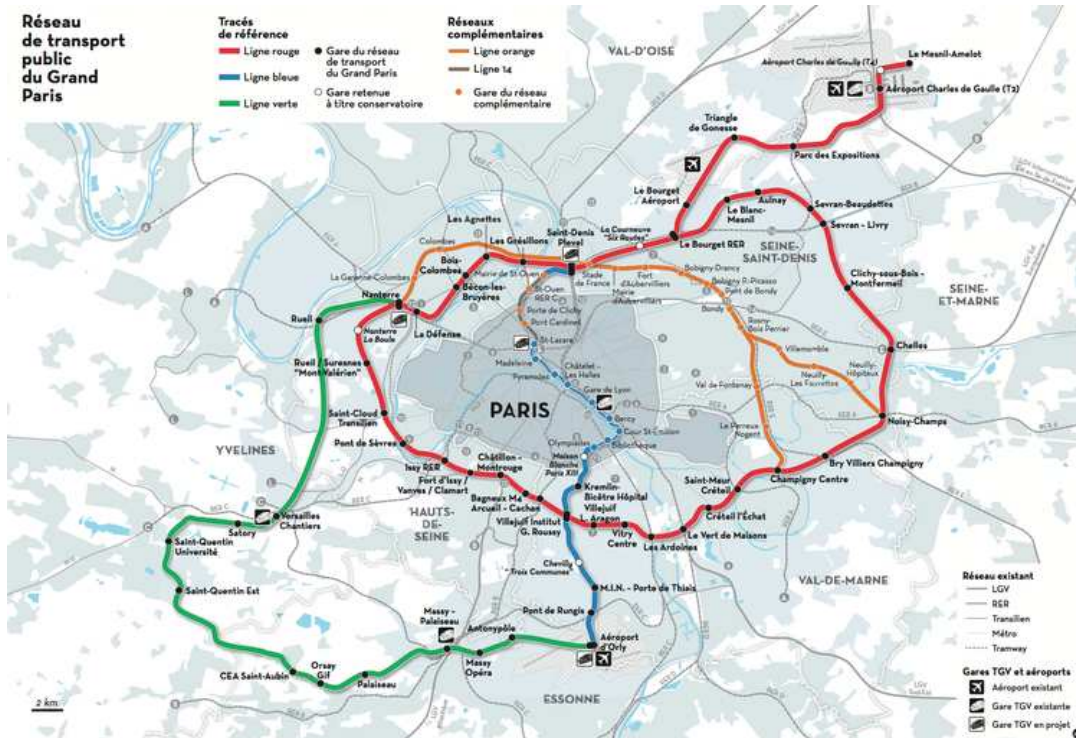 Réseau
de transport
public
du Grand
Paris
Tracés
de référence
Ligne rouge
Ligne bleue
Ligne verte
Gare du réseau
de transport
du Grand Paris
Gare retenue
à titre conservatoire
Réseaux
complémentaires
Ligne orange
Ligne 14
Gare du réseau
complémentaire
VAL-D'OISE
Aéroport Charles de Gaulle (T4)
Le Mesnil-Amelot
Aéroport Charles de Gaulle (T2)
Triangle
de Gonesse
Parc des Expositions
Le Bourget
Aéroport
Le Blanc-
Mesnil
Aulnay
Sevran-Beaudottes
Sevran - Livry
La Courneuve
"Six Routes"
Le Bourget RER
SEINE-
SAINT-DENIS
Clichy-sous-Bois -
Montfermeil
SEINE-
ET-MARNE
Les Agnettes
Colombes
Les Grésillons
Saint-Denis
Pleyel
La Garenne-Colombes
Bois-
Colombes
Mairie de St-Ouen
Bécon-les-
Bruyères
St-Ouen
RER C
Stade
de France
Fort
d'Aubervilliers
Mairie
d'Aubervilliers
Bobigny-Drancy
Bobigny P.-Picasso
Pont de Bondy
Bondy
Rosny-
Bois Perrier
Villemomble
Neuilly-
Les Fauvettes
Neuilly-
Hôpitaux
Chelles
Nanterre
Rueil
Nanterre
La Boule
La Défense
Porte de Clichy
Pont Cardinet
St-Lazare
Madeleine
Pyramides
Châtelet -
Les Halles
Gare de Lyon
Bercy
Cour St-Émilion
Bibliothèque
Olympiades
Maison
Blanche
Paris XIII
PARIS
Val de Fontenay
Le Perreux-
Nogent
Noisy-Champs
Rueil / Suresnes
"Mont Valérien"
Saint-Cloud
Transilien
Pont de Sèvres
YVELINES
Issy RER
Fort d'Issy /
Vanves / Clamart
Châtillon -
Montrouge
Bagneux M4
Arcueil - Cachan
HAUTS-
DE-SEINE
Kremlin-
Bicêtre Hôpital
Villejuif
L. Aragon
Villejuif Institut
G. Roussy
Vitry
Centre
Les Ardoines
Le Vert de Maisons
Créteil l'Échat
Saint-Maur
Créteil
Champigny Centre
Bry Villiers Champigny
VAL-DE-MARNE
Versailles
Chantiers
Satory
Saint-Quentin
Université
Saint-Quentin Est
CEA Saint-Aubin
Orsay
Gif
Palaiseau
Massy -
Palaiseau
Massy
Opéra
Antonypôle
Chevilly
"Trois Communes"
M.I.N. - Porte de Thiais
Pont de Rungis
Aéroport
d'Orly
ESSONNE
2 km
Réseau existant
LGV
RER
Transilien
Métro
Tramway
Gares TGV et aéroports
Aéroport existant
Gare TGV existante
Gare TGV en projet